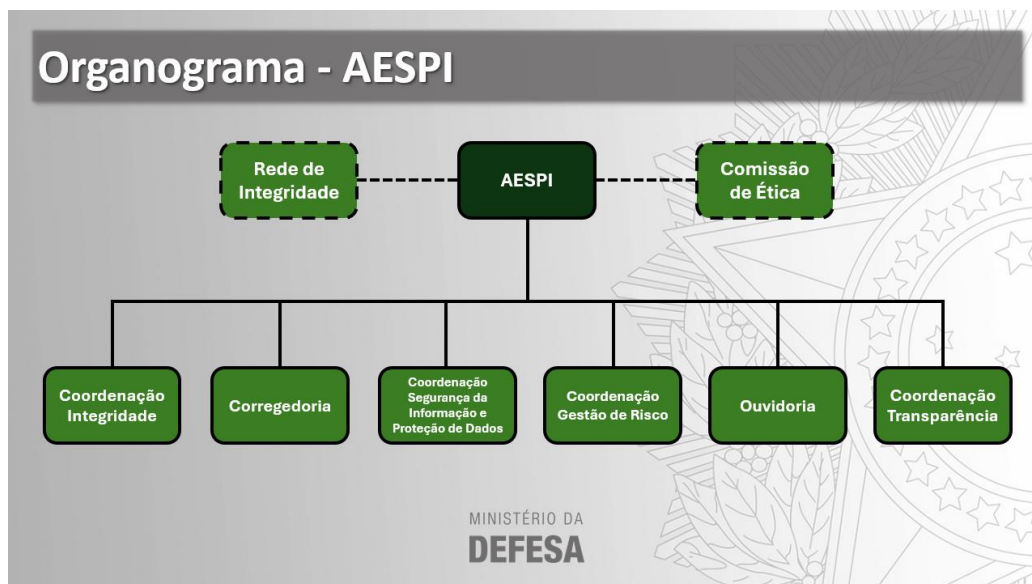 Organograma - AESPI
Rede de
Integridade
AESPI
Comissão
de Ética
Coordenação
Integridade
Corregedoria
Coordenação
Segurança da
Informação e
Proteção de Dados
Coordenação
Gestão de Risco
Ouvidoria
Coordenação
Transparência
MINISTÉRIO DA
DEFESA